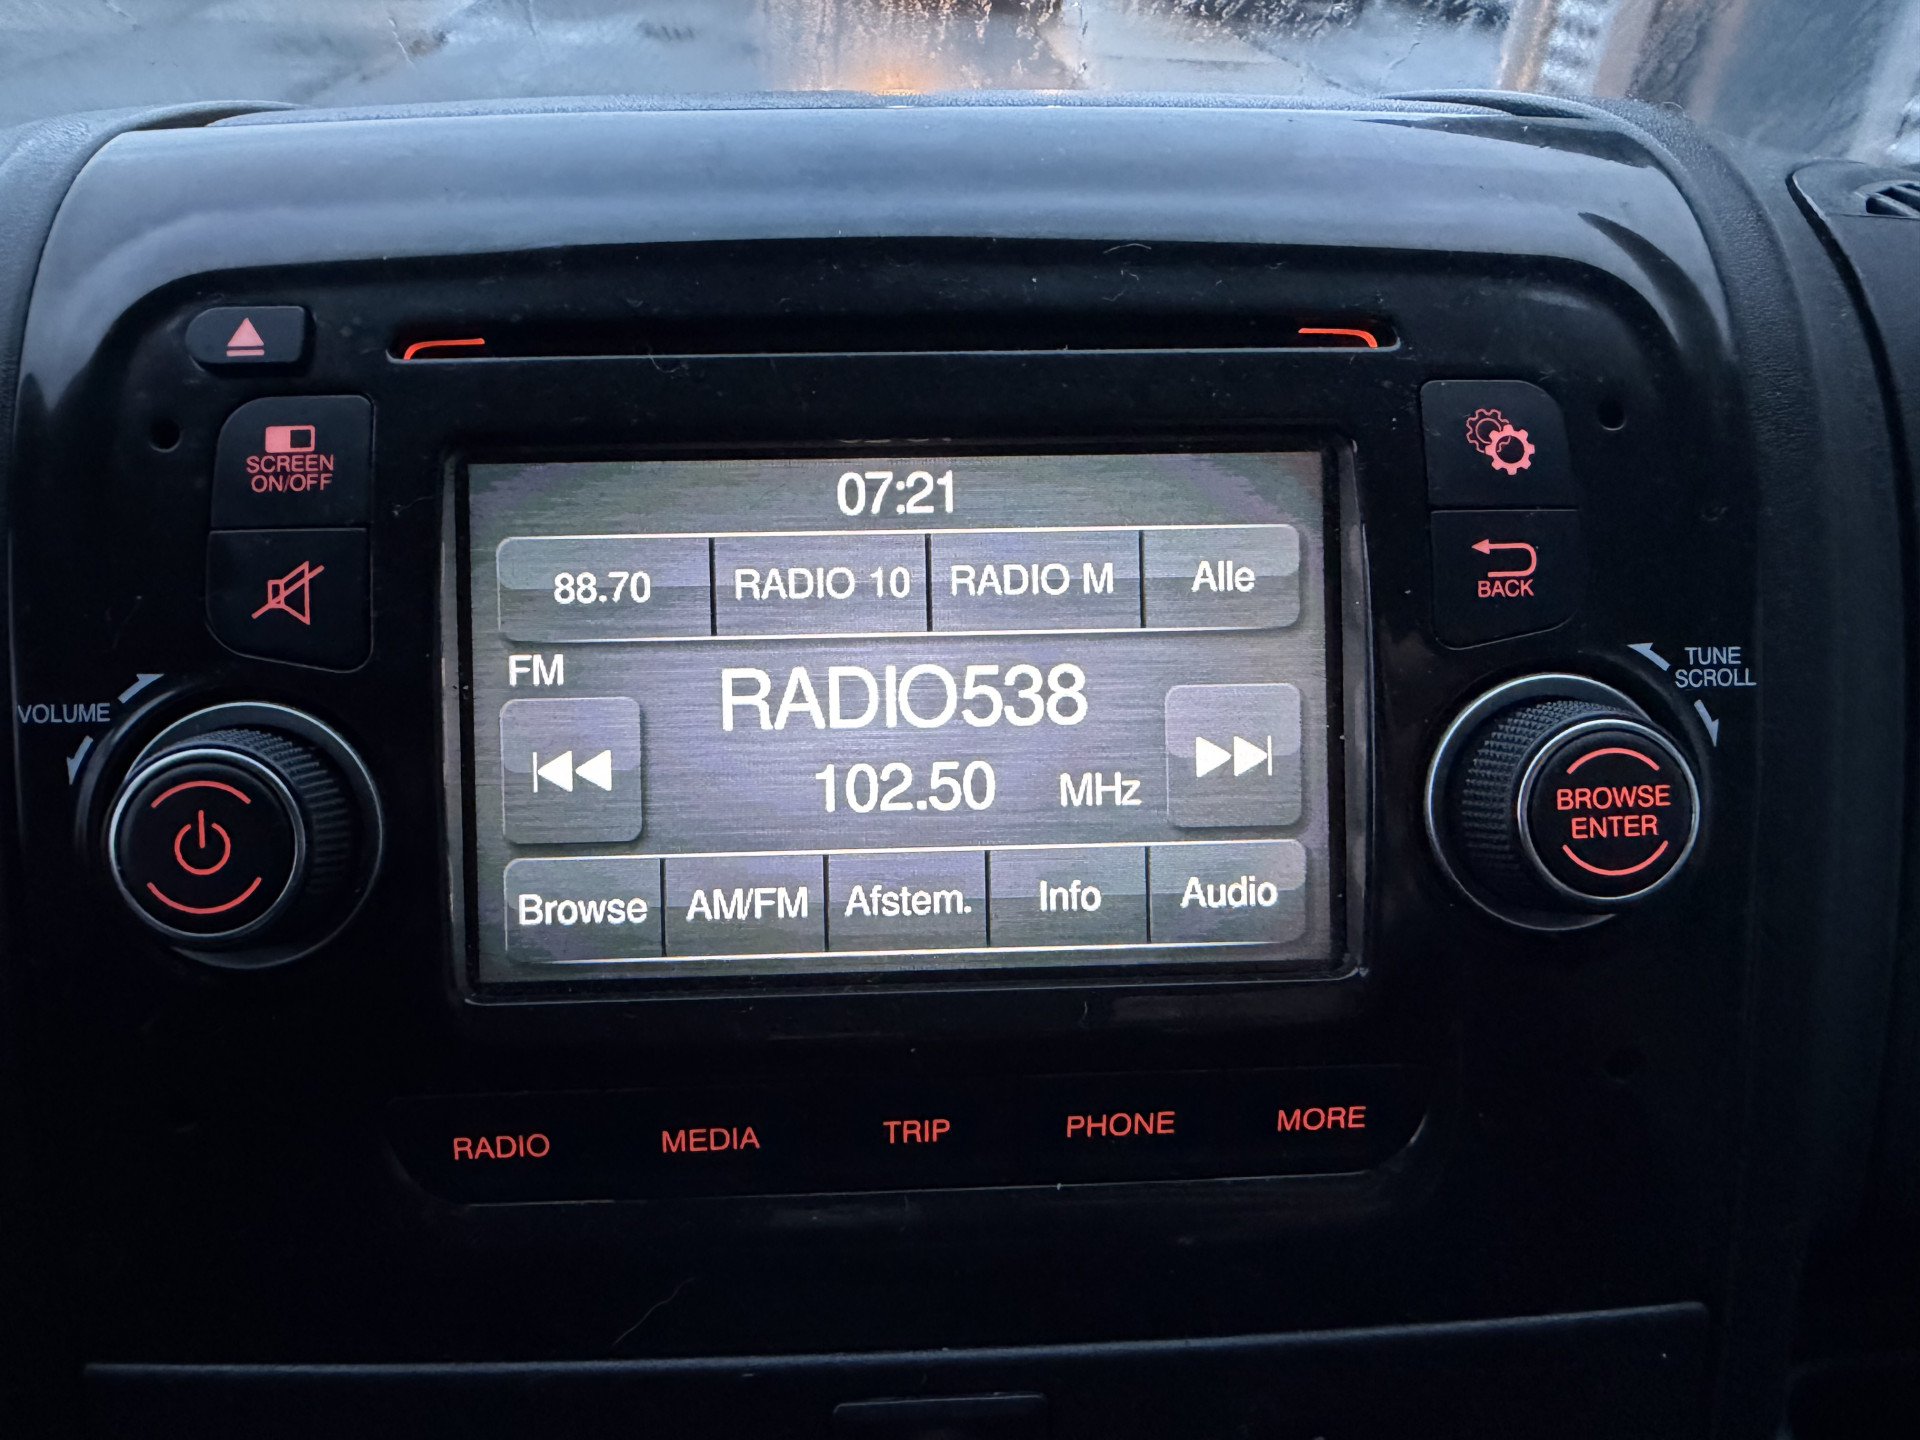 07:21
SCREEN
ON/OFF
88.70 RADIO 10 RADIO M Alle
BACK
FM
RADIO538
102.50 MHz
VOLUME
TUNE
SCROLL
BROWSE
ENTER
Browse AM/FM Afstem. Info Audio
RADIO MEDIA TRIP PHONE MORE